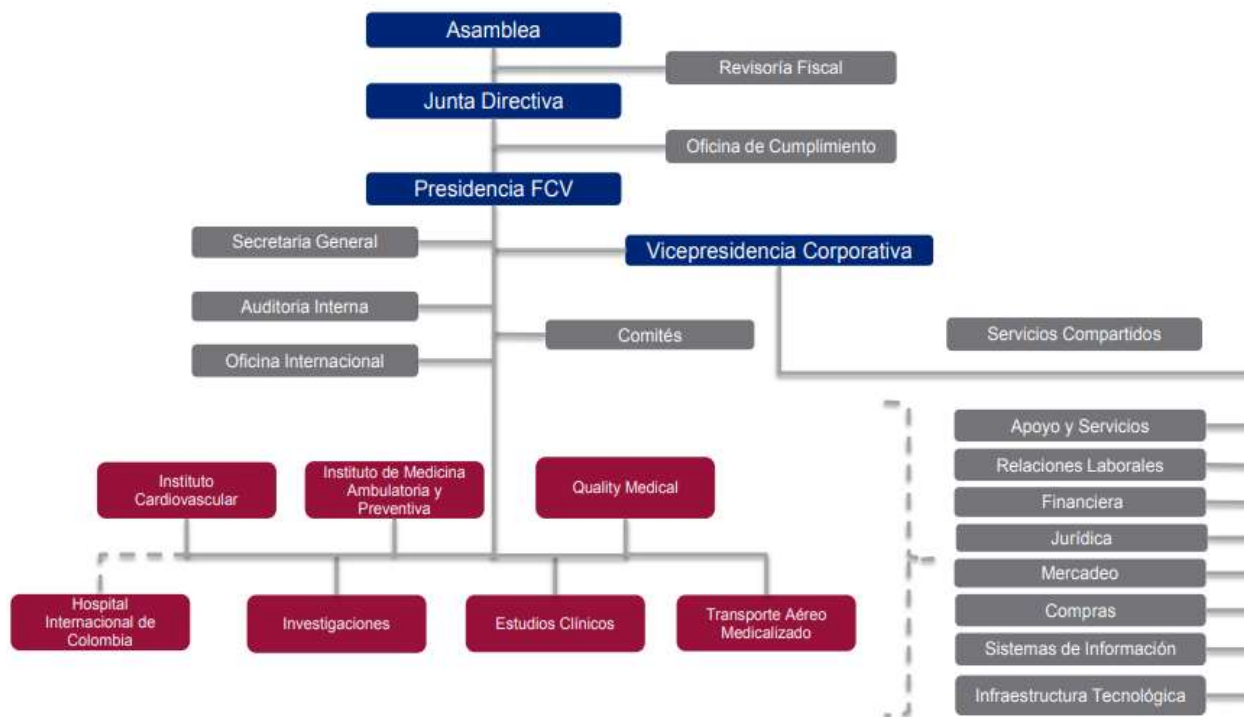 Asamblea
Revisoría Fiscal
Junta Directiva
Oficina de Cumplimiento
Presidencia FCV
Secretaria General
Vicepresidencia Corporativa
Auditoria Interna
Comités
Servicios Compartidos
Oficina Internacional
Apoyo y Servicios
Relaciones Laborales
Financiera
Jurídica
Mercadeo
Compras
Sistemas de Información
Infraestructura Tecnológica
Instituto
Cardiovascular
Instituto de Medicina
Ambulatoria y
Preventiva
Quality Medical
Hospital
Internacional de
Colombia
Investigaciones
Estudios Clínicos
Transporte Aéreo
Medicalizado